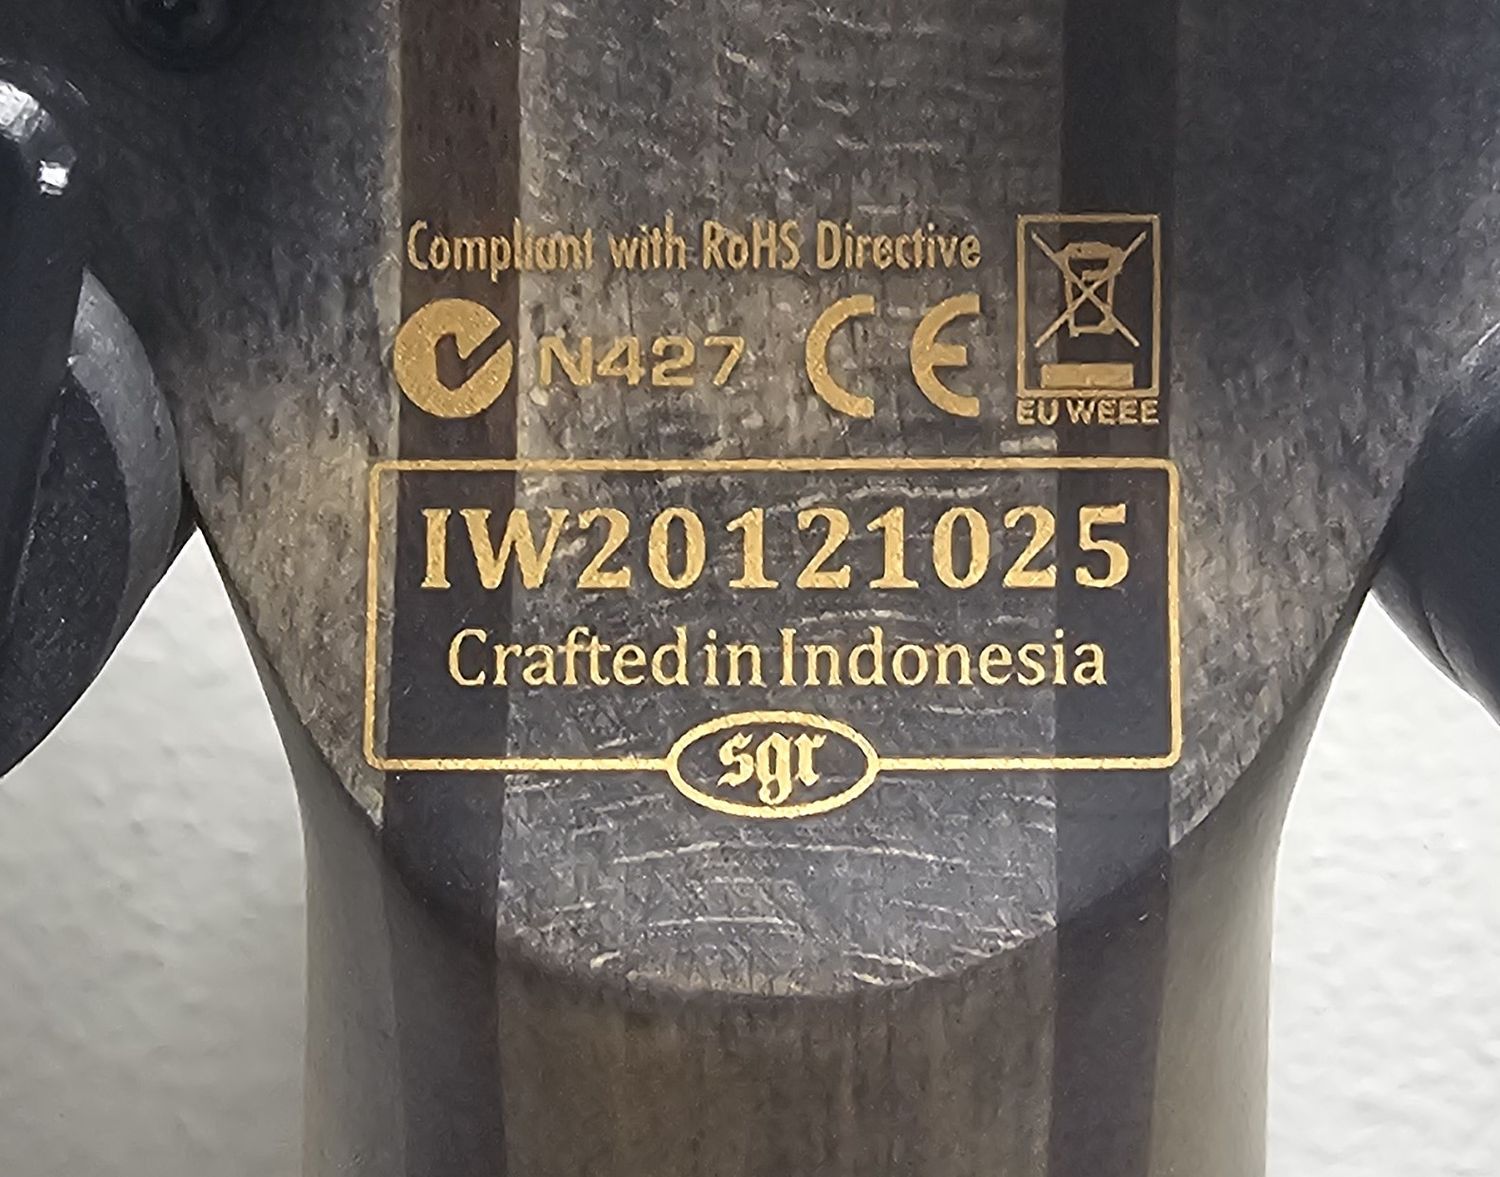 Compliant with RoHS Directive
N427 CE
EU WEEE
IW20121025
Crafted in Indonesia
sgr